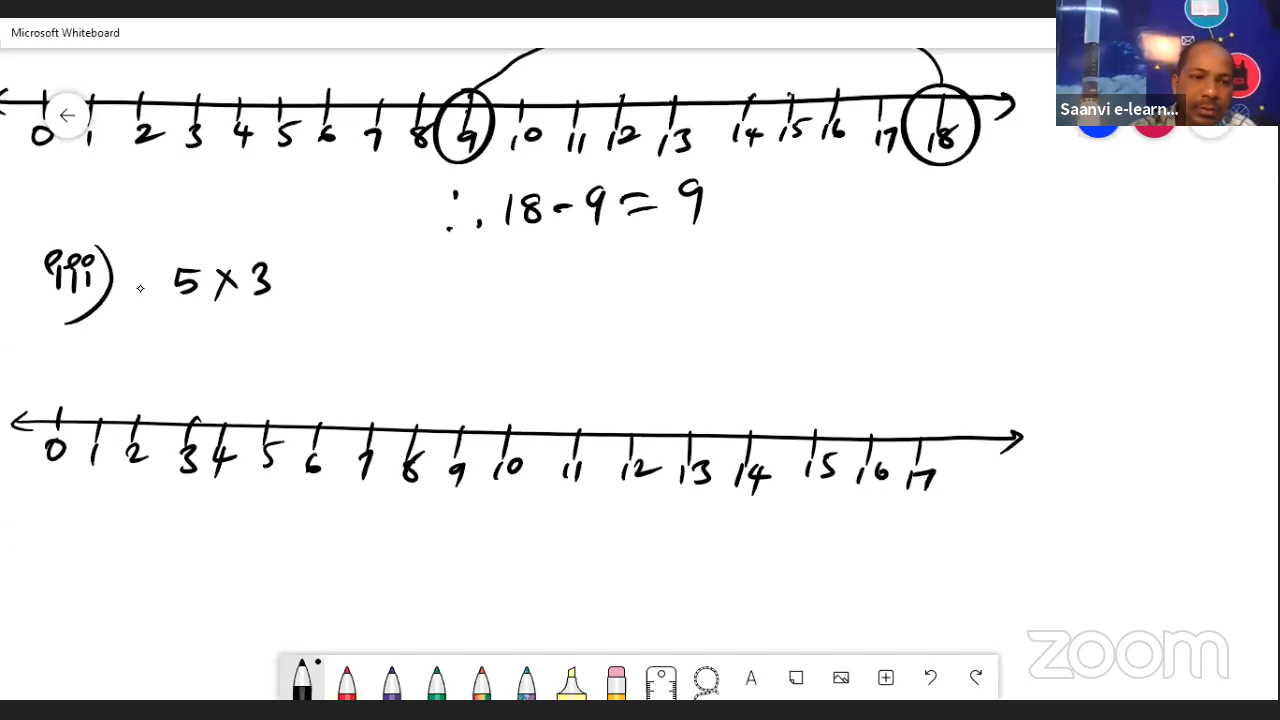 Microsoft Whiteboard
Saanvi e-learn...
0 1 2 3 4 5 6 7 8 9 10 11 12 13 14 15 16 17 18
∴ 18 - 9 = 9
iii) 5 × 3
0 1 2 3 4 5 6 7 8 9 10 11 12 13 14 15 16 17
zoom
A